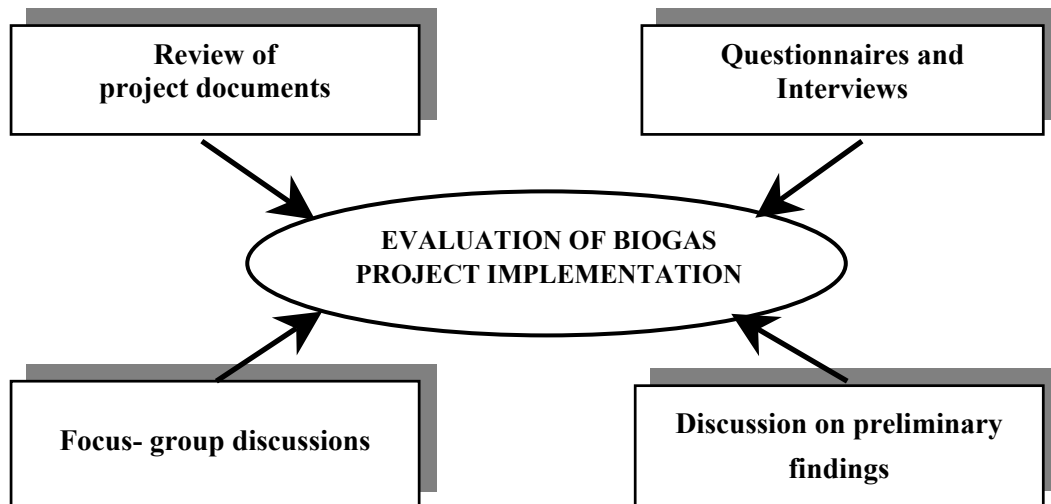 Review of
project documents
Questionnaires and
Interviews
EVALUATION OF BIOGAS
PROJECT IMPLEMENTATION
Focus- group discussions
Discussion on preliminary
findings